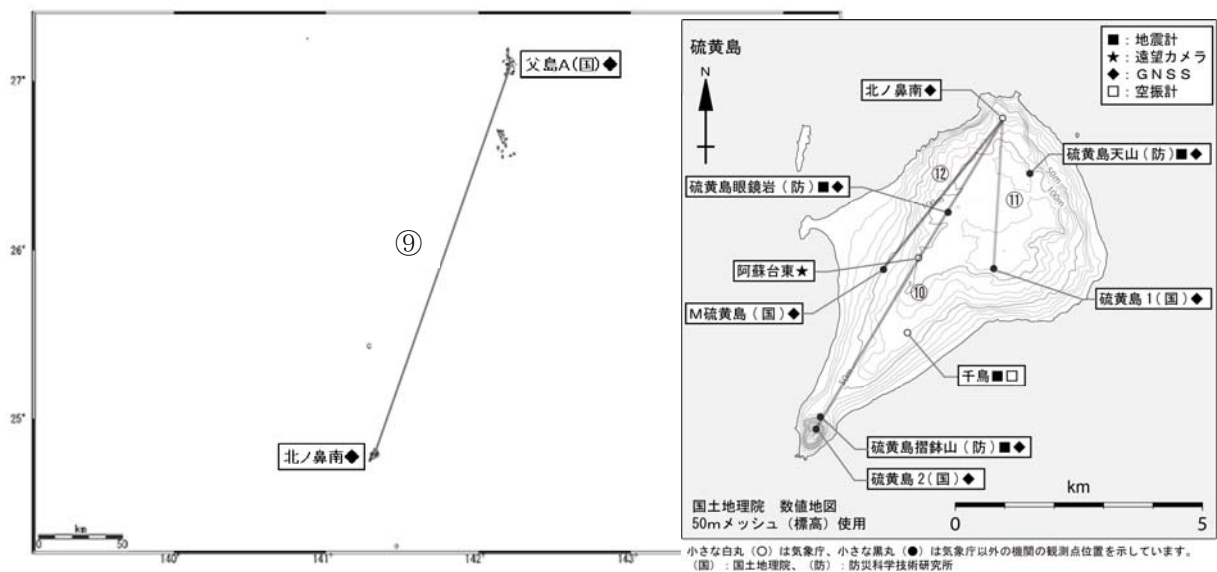 27°
26°
25°
140°
141°
142°
143°
父島A(国)◆
⑨
北ノ鼻南◆
km
0
50
硫黄島
N
■：地震計
★：遠望カメラ
◆：GNSS
□：空振計
北ノ鼻南◆
硫黄島天山（防）■◆
硫黄島眼鏡岩（防）■◆
⑫
⑪
50m
100m
100m
阿蘇台東★
⑩
M硫黄島（国）◆
硫黄島1(国)◆
千鳥■□
50m
硫黄島摺鉢山（防）■◆
硫黄島2(国)◆
国土地理院　数値地図
50mメッシュ（標高）使用
km
0
5
小さな白丸（○）は気象庁、小さな黒丸（●）は気象庁以外の機関の観測点位置を示しています。
（国）：国土地理院、（防）：防災科学技術研究所